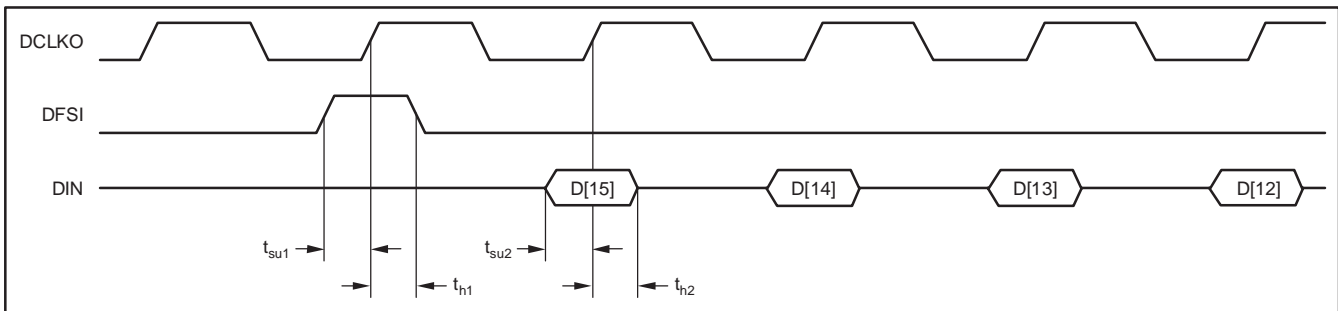 DCLKO
DFSI
DIN
D[15] D[14] D[13] D[12]
tsu1 tsu2
th1 th2